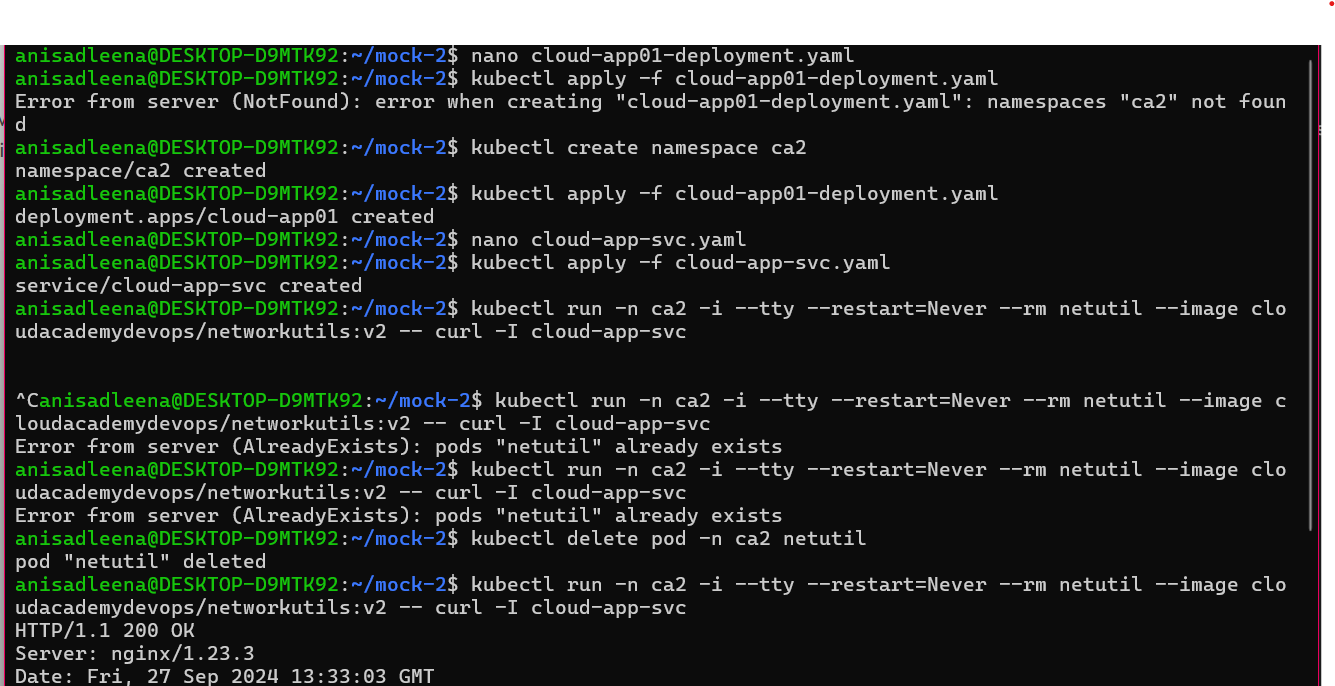 anisadleena@DESKTOP-D9MTK92:~/mock-2$ nano cloud-app01-deployment.yaml
anisadleena@DESKTOP-D9MTK92:~/mock-2$ kubectl apply -f cloud-app01-deployment.yaml
Error from server (NotFound): error when creating "cloud-app01-deployment.yaml": namespaces "ca2" not foun
d
anisadleena@DESKTOP-D9MTK92:~/mock-2$ kubectl create namespace ca2
namespace/ca2 created
anisadleena@DESKTOP-D9MTK92:~/mock-2$ kubectl apply -f cloud-app01-deployment.yaml
deployment.apps/cloud-app01 created
anisadleena@DESKTOP-D9MTK92:~/mock-2$ nano cloud-app-svc.yaml
anisadleena@DESKTOP-D9MTK92:~/mock-2$ kubectl apply -f cloud-app-svc.yaml
service/cloud-app-svc created
anisadleena@DESKTOP-D9MTK92:~/mock-2$ kubectl run -n ca2 -i --tty --restart=Never --rm netutil --image clo
udacademydevops/networkutils:v2 -- curl -I cloud-app-svc
^Canisadleena@DESKTOP-D9MTK92:~/mock-2$ kubectl run -n ca2 -i --tty --restart=Never --rm netutil --image c
loudacademydevops/networkutils:v2 -- curl -I cloud-app-svc
Error from server (AlreadyExists): pods "netutil" already exists
anisadleena@DESKTOP-D9MTK92:~/mock-2$ kubectl run -n ca2 -i --tty --restart=Never --rm netutil --image clo
udacademydevops/networkutils:v2 -- curl -I cloud-app-svc
Error from server (AlreadyExists): pods "netutil" already exists
anisadleena@DESKTOP-D9MTK92:~/mock-2$ kubectl delete pod -n ca2 netutil
pod "netutil" deleted
anisadleena@DESKTOP-D9MTK92:~/mock-2$ kubectl run -n ca2 -i --tty --restart=Never --rm netutil --image clo
udacademydevops/networkutils:v2 -- curl -I cloud-app-svc
HTTP/1.1 200 OK
Server: nginx/1.23.3
Date: Fri, 27 Sep 2024 13:33:03 GMT